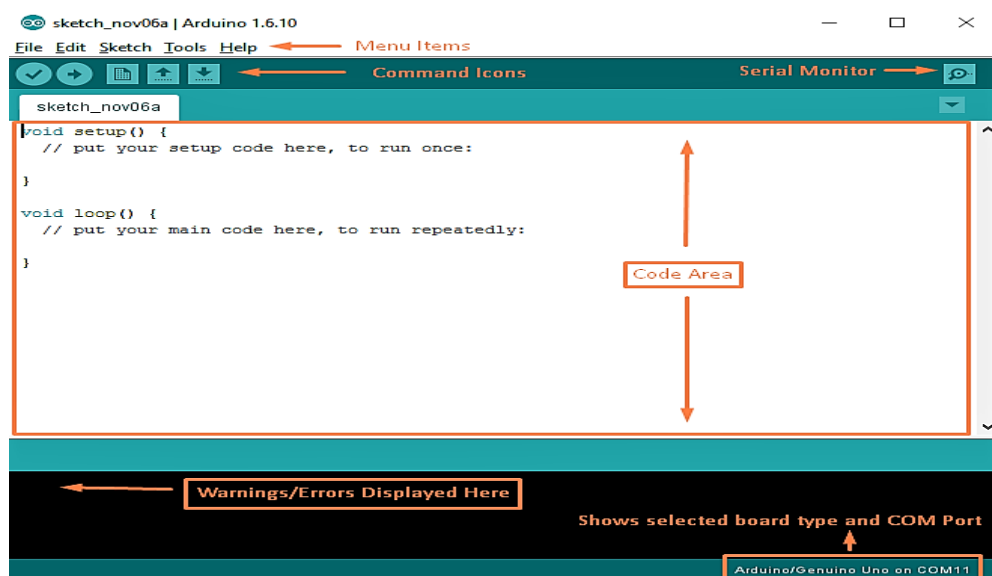 sketch_nov06a | Arduino 1.6.10
File Edit Sketch Tools Help
Menu Items
Command Icons
Serial Monitor
sketch_nov06a
void setup() {
  // put your setup code here, to run once:
}
void loop() {
  // put your main code here, to run repeatedly:
}
Code Area
Warnings/Errors Displayed Here
Shows selected board type and COM Port
Arduino/Genuino Uno on COM11